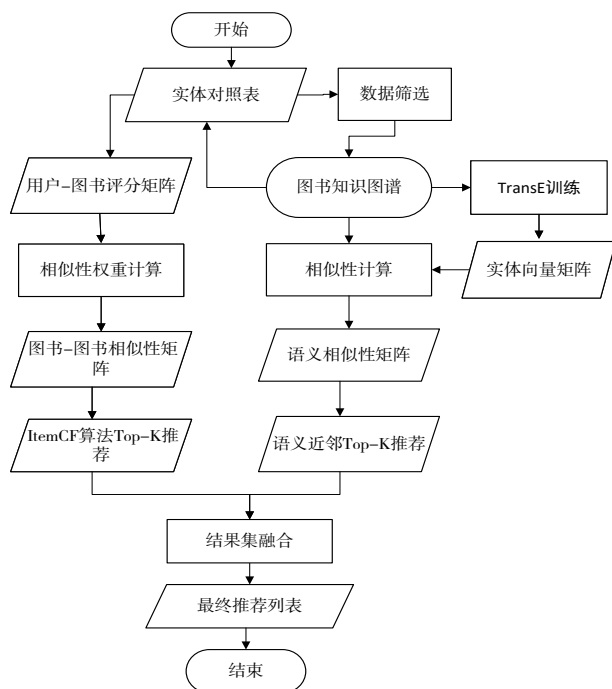 开始
实体对照表
数据筛选
用户-图书评分矩阵
图书知识图谱
TransE训练
相似性权重计算
相似性计算
实体向量矩阵
图书-图书相似性矩
阵
语义相似性矩阵
ItemCF算法Top-K推
荐
语义近邻Top-K推荐
结果集融合
最终推荐列表
结束